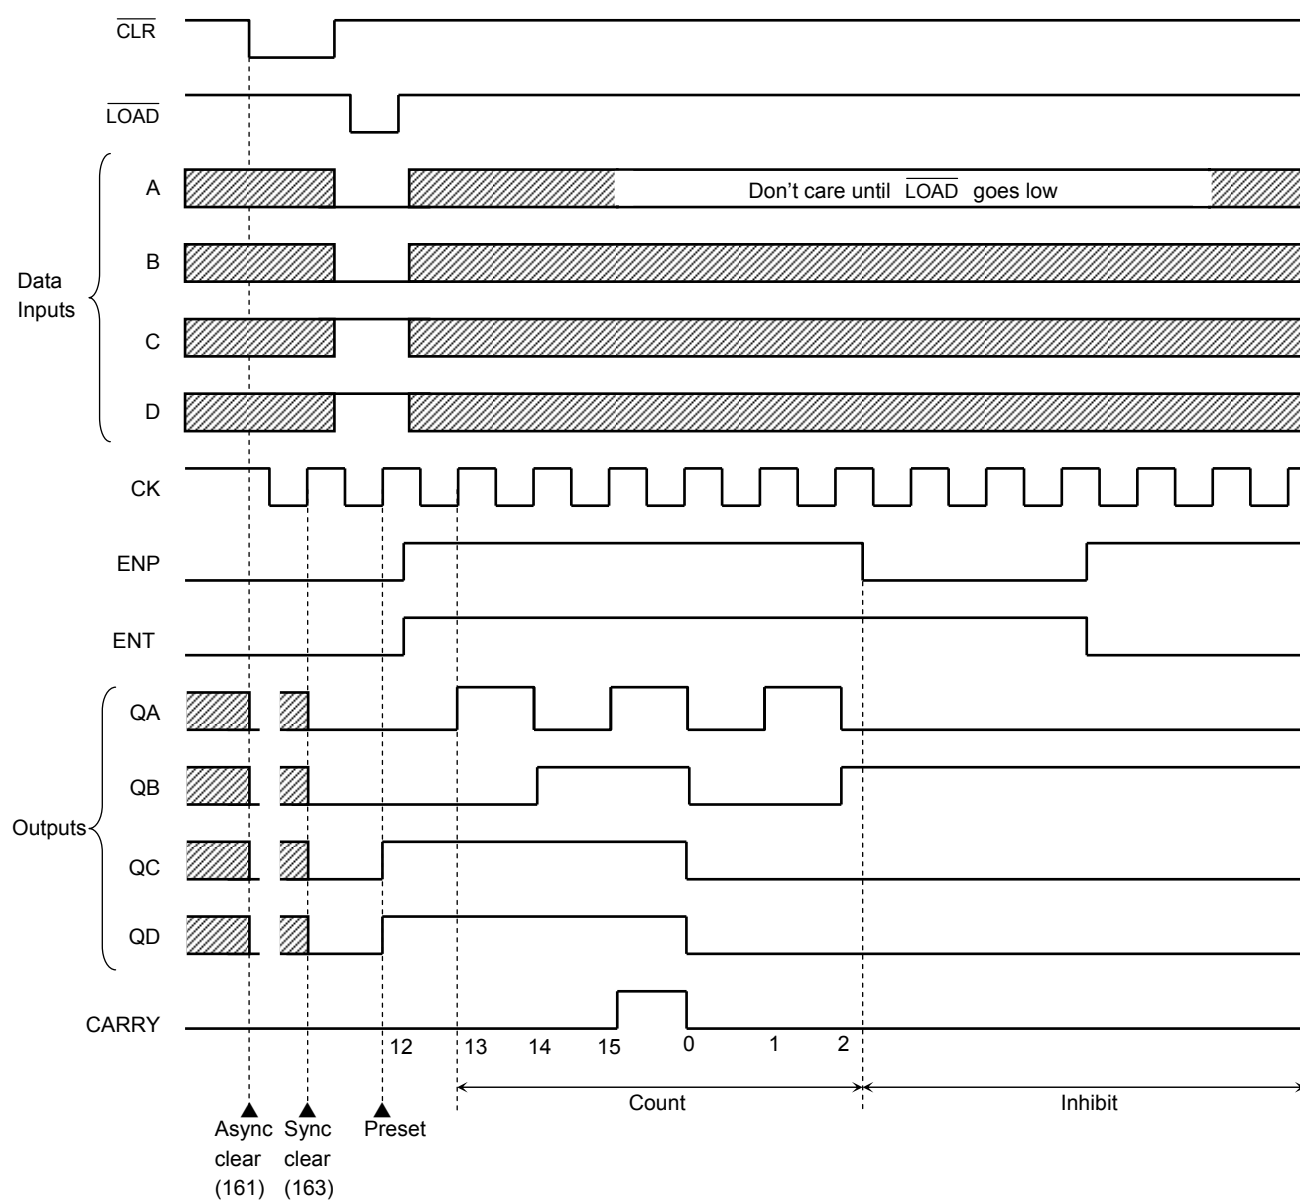 CLR
LOAD
A
Don't care until LOAD goes low
B
Data
Inputs
C
D
CK
ENP
ENT
QA
QB
Outputs
QC
QD
CARRY
12 13 14 15 0 1 2
Count
Inhibit
Async
clear
(161)
Sync
clear
(163)
Preset